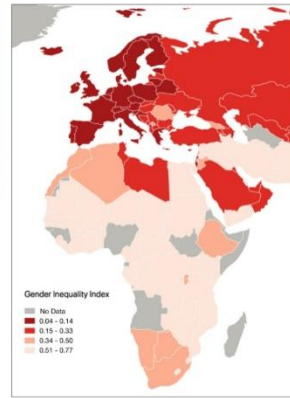 Gender Inequality Index
No Data
0.04 - 0.14
0.15 - 0.33
0.34 - 0.50
0.51 - 0.77